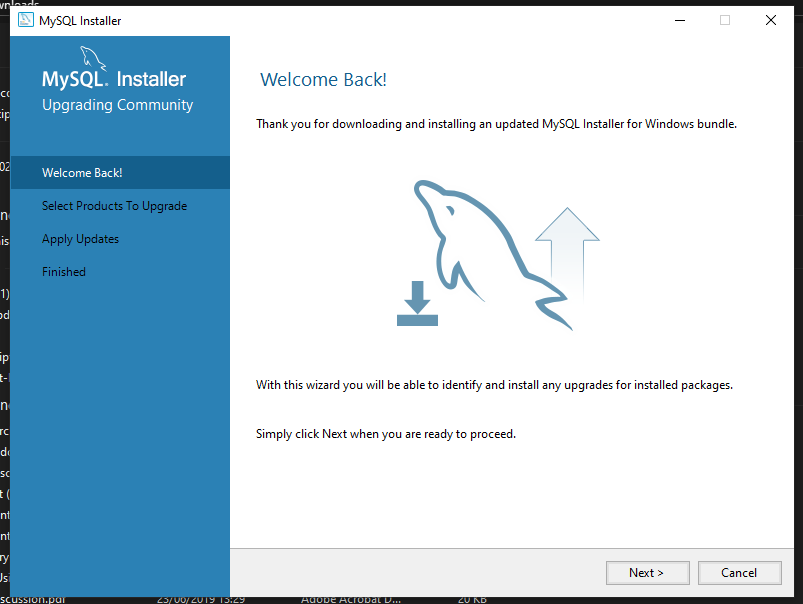 MySQL Installer
MySQL. Installer
Upgrading Community
Welcome Back!
Select Products To Upgrade
Apply Updates
Finished
Welcome Back!
Thank you for downloading and installing an updated MySQL Installer for Windows bundle.
With this wizard you will be able to identify and install any upgrades for installed packages.
Simply click Next when you are ready to proceed.
Next >
Cancel
scussion.pdf 23/06/2019 13:29 Adobe Acrobat D... 20 KB